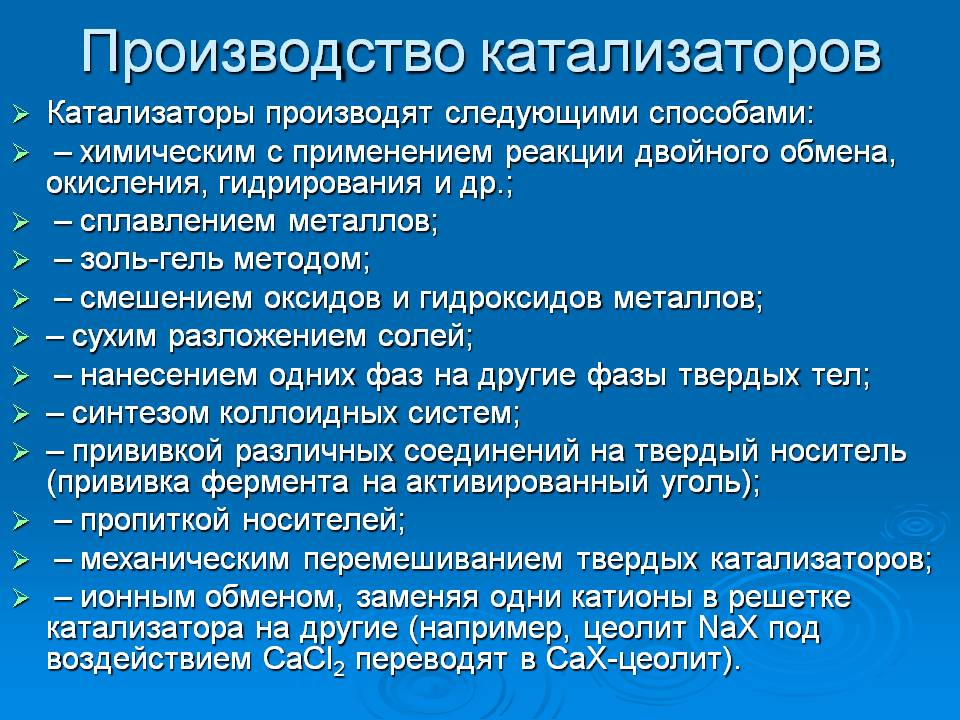 Производство катализаторов
Катализаторы производят следующими способами:
– химическим с применением реакции двойного обмена,
окисления, гидрирования и др.;
– сплавлением металлов;
– золь-гель методом;
– смешением оксидов и гидроксидов металлов;
– сухим разложением солей;
– нанесением одних фаз на другие фазы твердых тел;
– синтезом коллоидных систем;
– прививкой различных соединений на твердый носитель
(прививка фермента на активированный уголь);
– пропиткой носителей;
– механическим перемешиванием твердых катализаторов;
– ионным обменом, заменяя одни катионы в решетке
катализатора на другие (например, цеолит NaX под
воздействием CaCl₂ переводят в СаХ-цеолит).